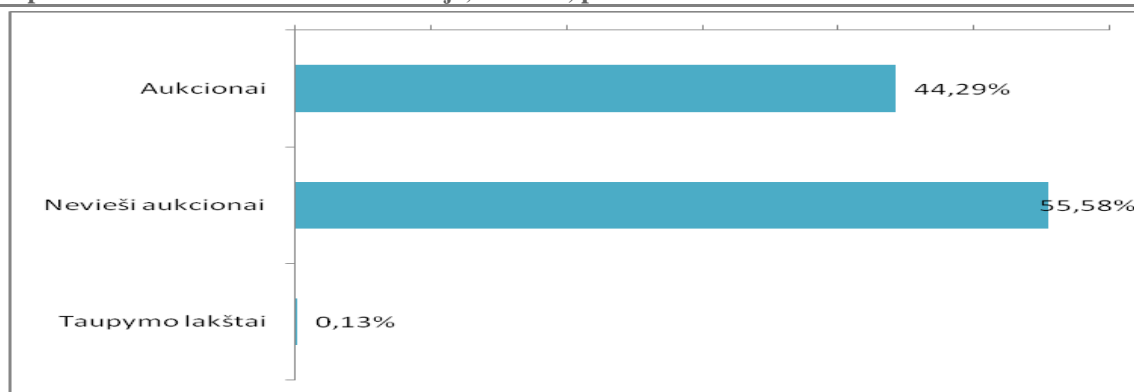 Aukcionai
44,29%
Nevieši aukcionai
55,58%
Taupymo lakštai
0,13%